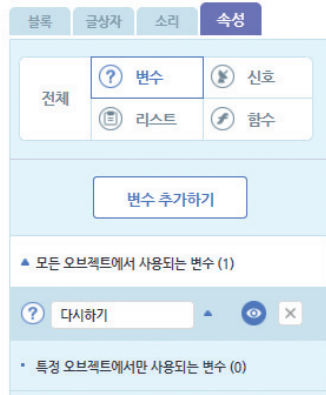 블록 글상자 소리 속성
전체
? 변수 신호
리스트 함수
변수 추가하기
모든 오브젝트에서 사용되는 변수 (1)
? 다시하기
특정 오브젝트에서만 사용되는 변수 (0)